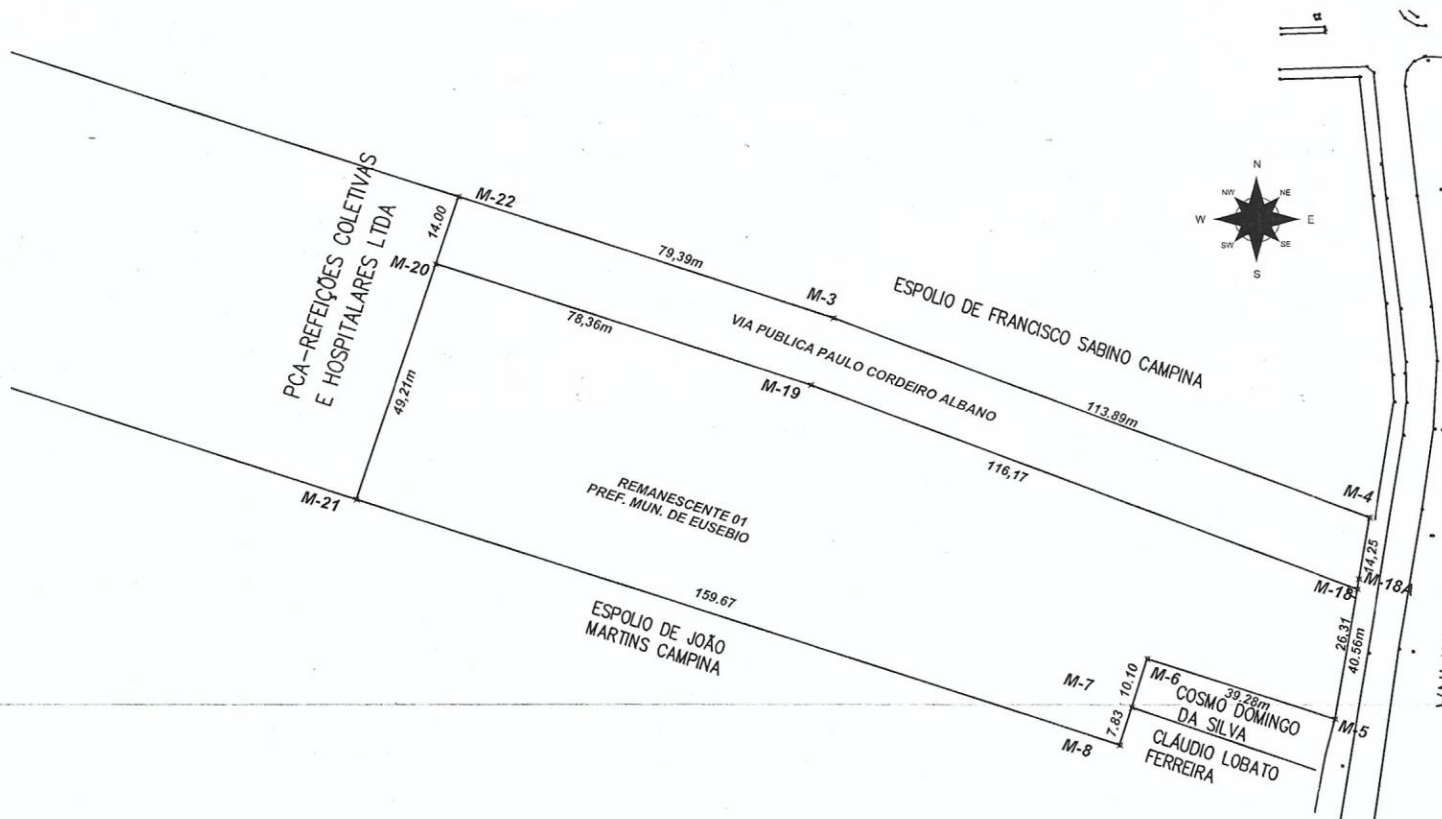 N
NW
NE
W
E
SW
SE
S
PCA-REFEIÇÕES COLETIVAS
E HOSPITALARES LTDA
M-22
14.00
M-20
79,39m
M-3
ESPOLIO DE FRANCISCO SABINO CAMPINA
78,36m
VIA PUBLICA PAULO CORDEIRO ALBANO
M-19
113.89m
49,21m
116,17
M-4
M-21
REMANESCENTE 01
PREF. MUN. DE EUSEBIO
14,25
M-18A
M-18
159.67
26,31
40.56m
ESPOLIO DE JOÃO
MARTINS CAMPINA
M-7
10.10
M-6
39.28m
COSMO DOMINGO
DA SILVA
M-5
7.83
M-8
CLÁUDIO LOBATO
FERREIRA